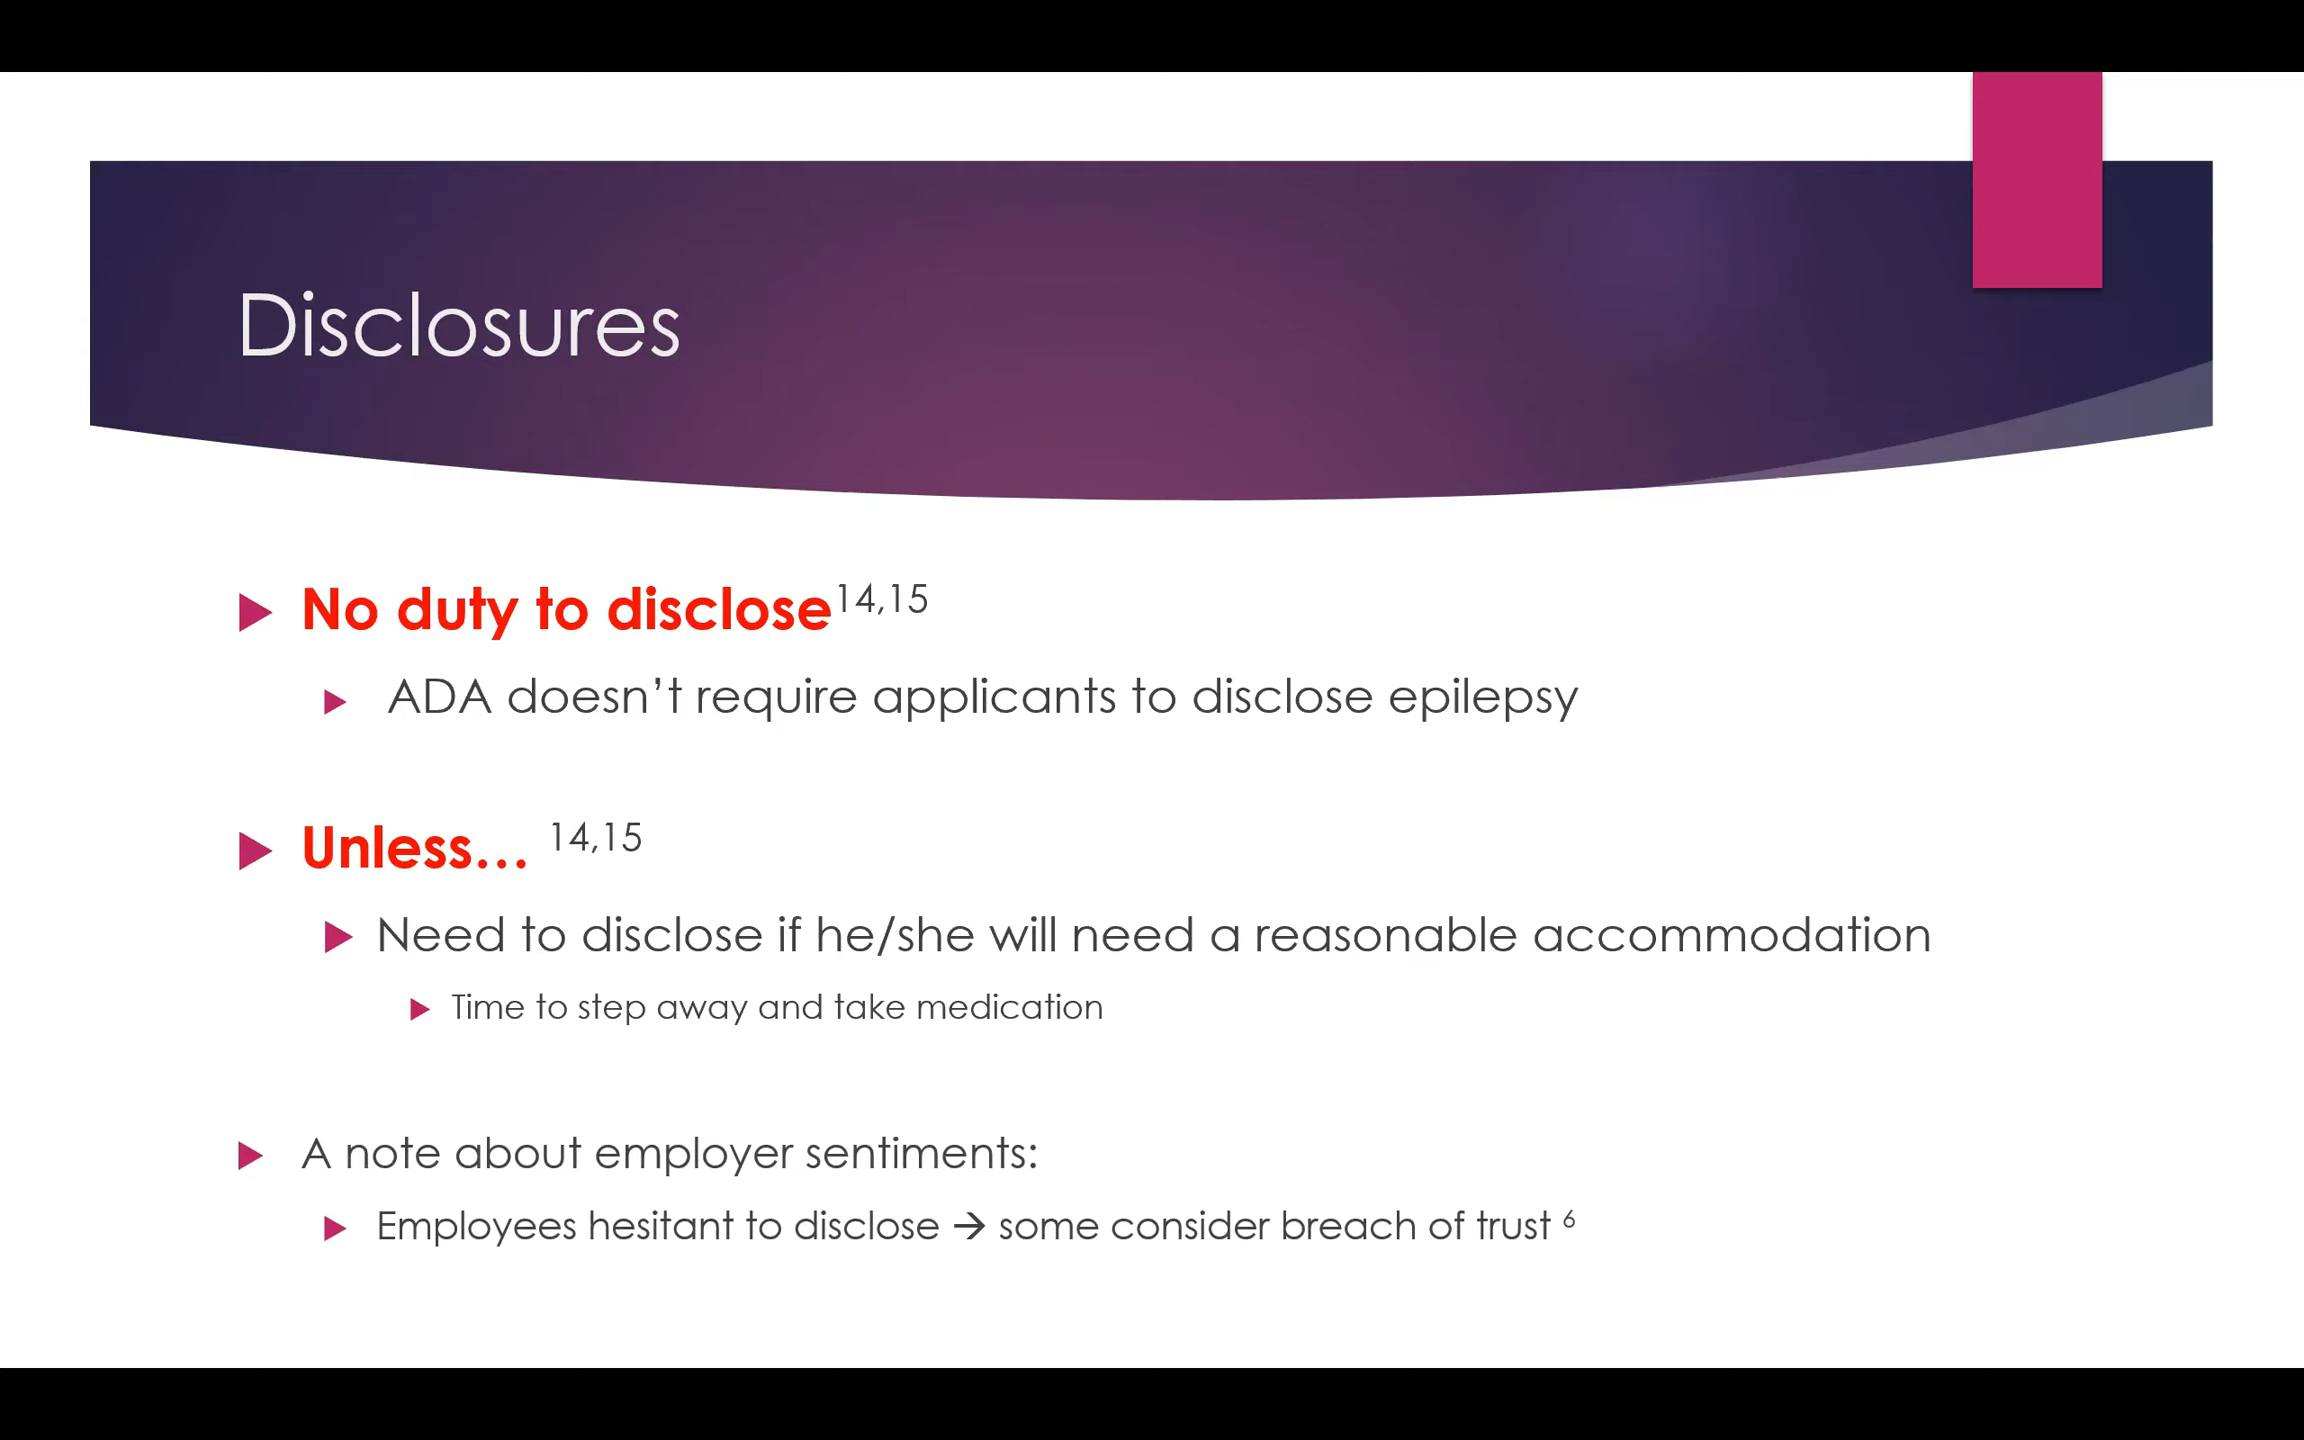 Disclosures
No duty to disclose14,15
ADA doesn’t require applicants to disclose epilepsy
Unless… 14,15
Need to disclose if he/she will need a reasonable accommodation
Time to step away and take medication
A note about employer sentiments:
Employees hesitant to disclose → some consider breach of trust 6